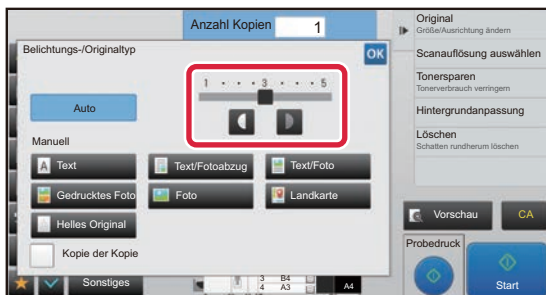 Anzahl Kopien 1
Belichtungs-/Originaltyp
OK
1 3 5
Auto
Manuell
Text
Text/Fotoabzug
Text/Foto
Gedrucktes Foto
Foto
Landkarte
Helles Original
Kopie der Kopie
Sonstiges
3 B4
4 A3
A4
Original
Größe/Ausrichtung ändern
Scanauflösung auswählen
Tonersparen
Tonerverbrauch verringern
Hintergrundanpassung
Löschen
Schatten rundherum löschen
Vorschau
CA
Probedruck
Start